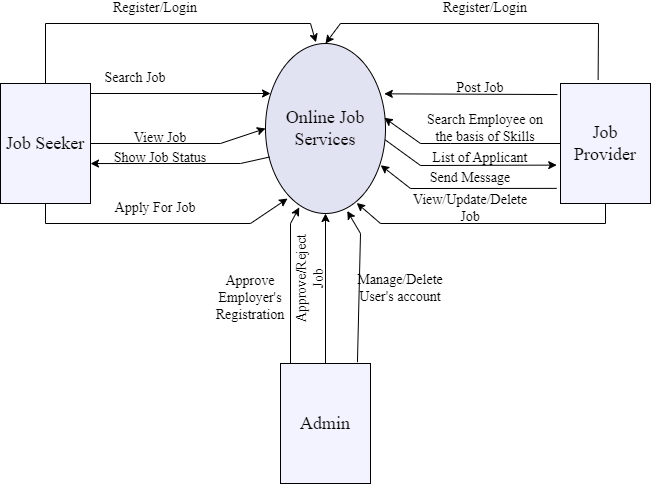 Register/Login
Register/Login
Search Job
Post Job
Online Job
Services
Search Employee on
the basis of Skills
Job Seeker
View Job
Job
Provider
Show Job Status
List of Applicant
Send Message
Apply For Job
View/Update/Delete
Job
Approve
Employer's
Registration
Approve/Reject
Job
Manage/Delete
User's account
Admin